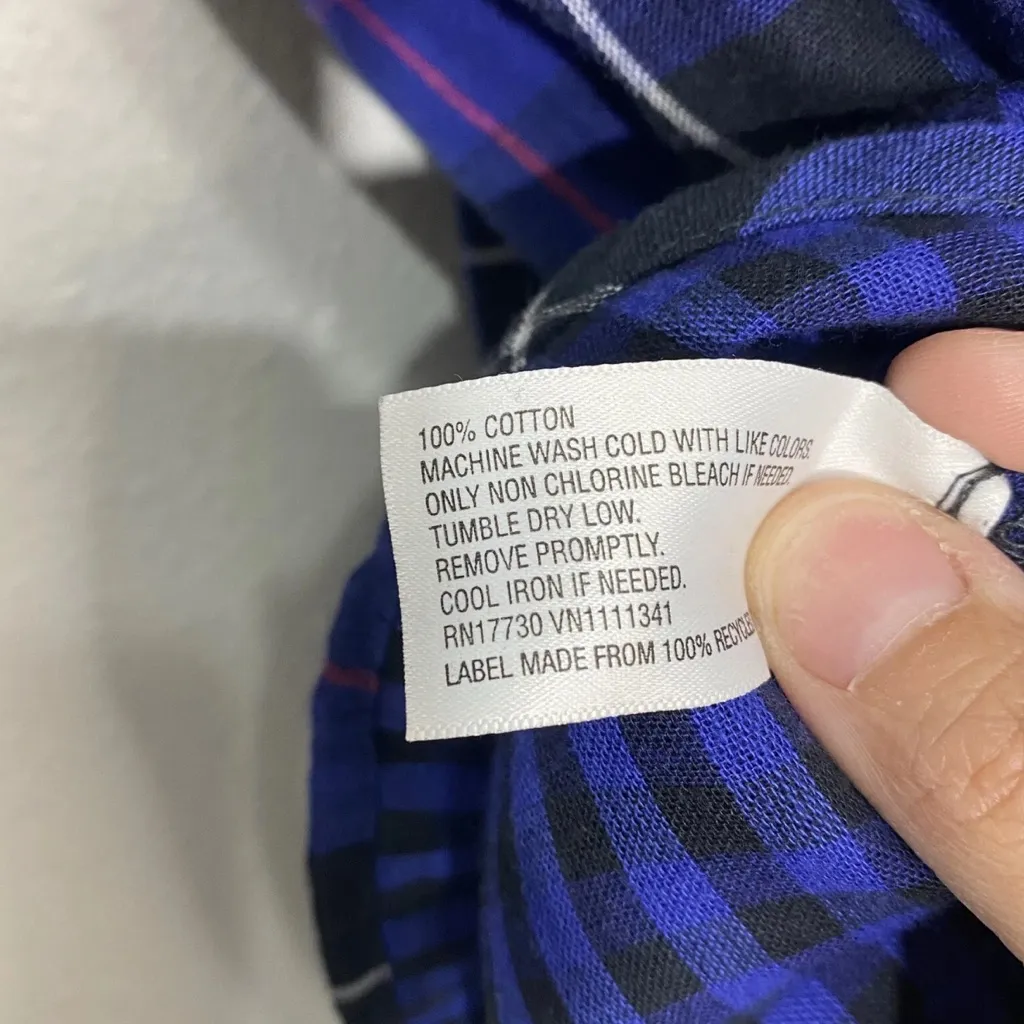 100% COTTON
MACHINE WASH COLD WITH LIKE COLORS.
ONLY NON CHLORINE BLEACH IF NEEDED.
TUMBLE DRY LOW.
REMOVE PROMPTLY.
COOL IRON IF NEEDED.
RN17730 VN1111341
LABEL MADE FROM 100%